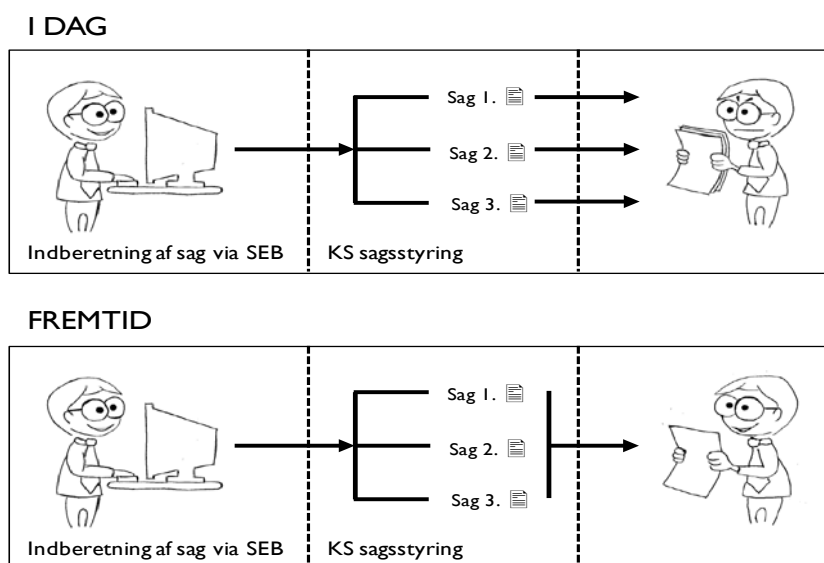 I DAG
Sag 1.
Sag 2.
Sag 3.
Indberetning af sag via SEB
KS sagsstyring
FREMTID
Sag 1.
Sag 2.
Sag 3.
Indberetning af sag via SEB
KS sagsstyring